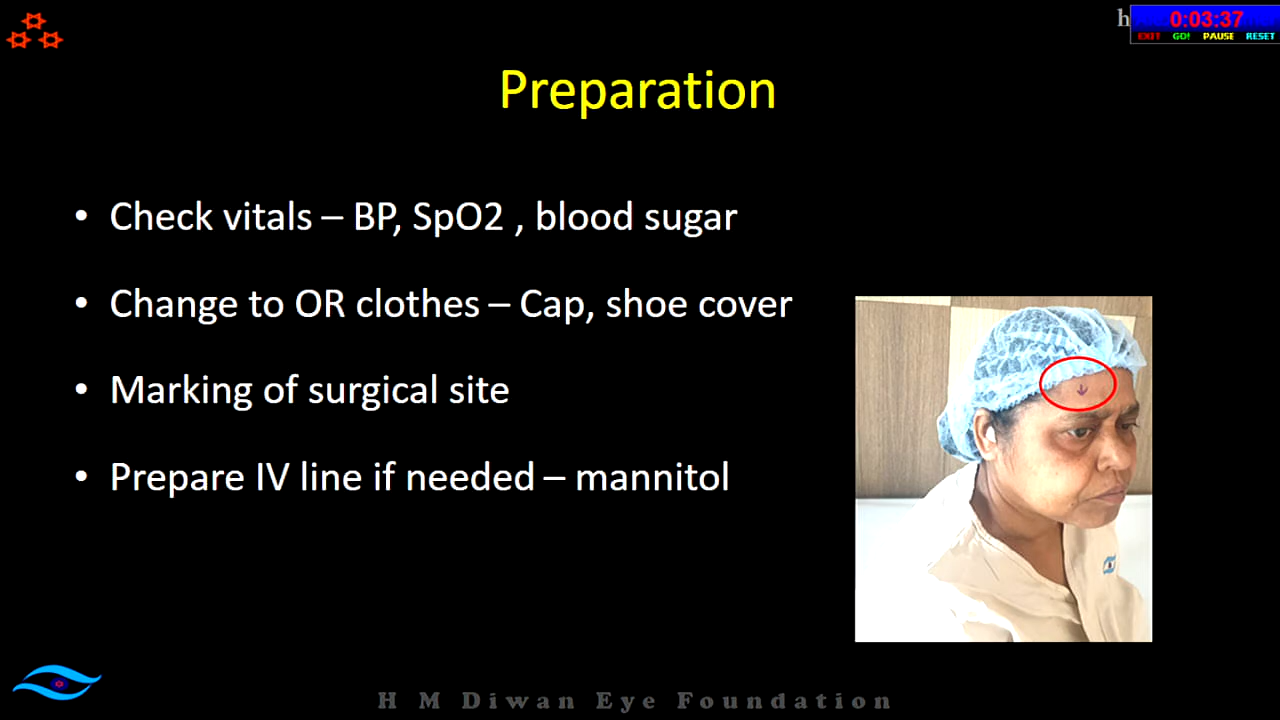 h
0:03:37
EXIT GO! PAUSE RESET
Preparation
• Check vitals – BP, SpO2 , blood sugar
• Change to OR clothes – Cap, shoe cover
• Marking of surgical site
• Prepare IV line if needed – mannitol
H M Diwan Eye Foundation